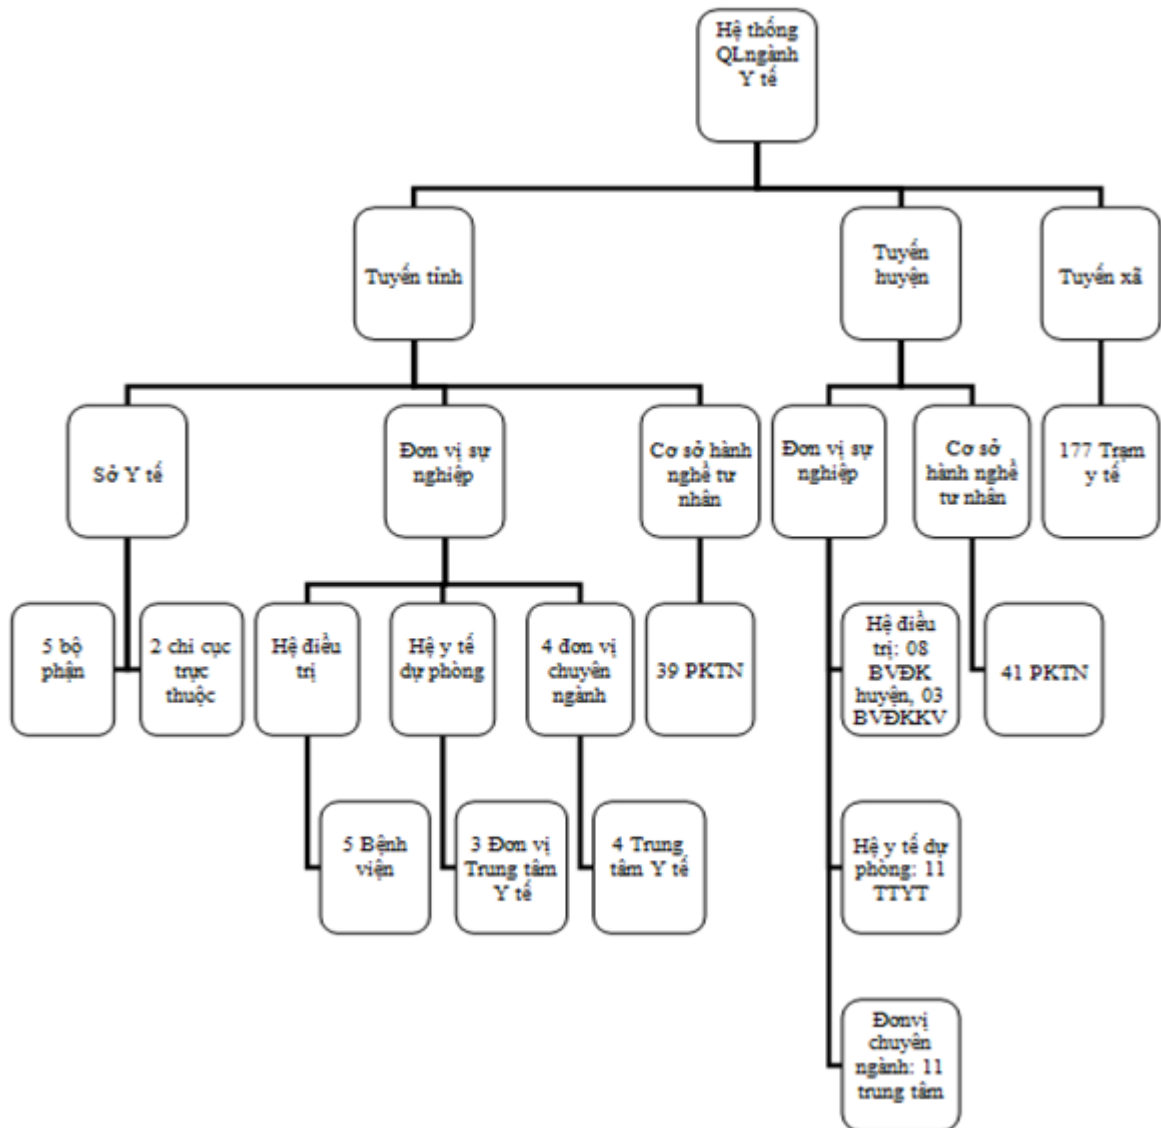 Hệ thống
QLngành
Y tế
Tuyến tỉnh
Tuyến
huyện
Tuyến xã
Sở Y tế
Đơn vị sự
nghiệp
Cơ sở hành
nghề tư
nhân
Đơn vị sự
nghiệp
Cơ sở
hành nghề
tư nhân
177 Trạm
y tế
5 bộ
phận
2 chi cục
trực
thuộc
Hệ điều
trị
Hệ y tế
dự phòng
4 đơn vị
chuyên
ngành
39 PKTN
Hệ điều
trị: 08
BVĐK
huyện, 03
BVĐKKV
41 PKTN
5 Bệnh
viện
3 Đơn vị
Trung tâm
Y tế
4 Trung
tâm Y tế
Hệ y tế dự
phòng: 11
TTYT
Đơnvị
chuyên
ngành: 11
trung tâm